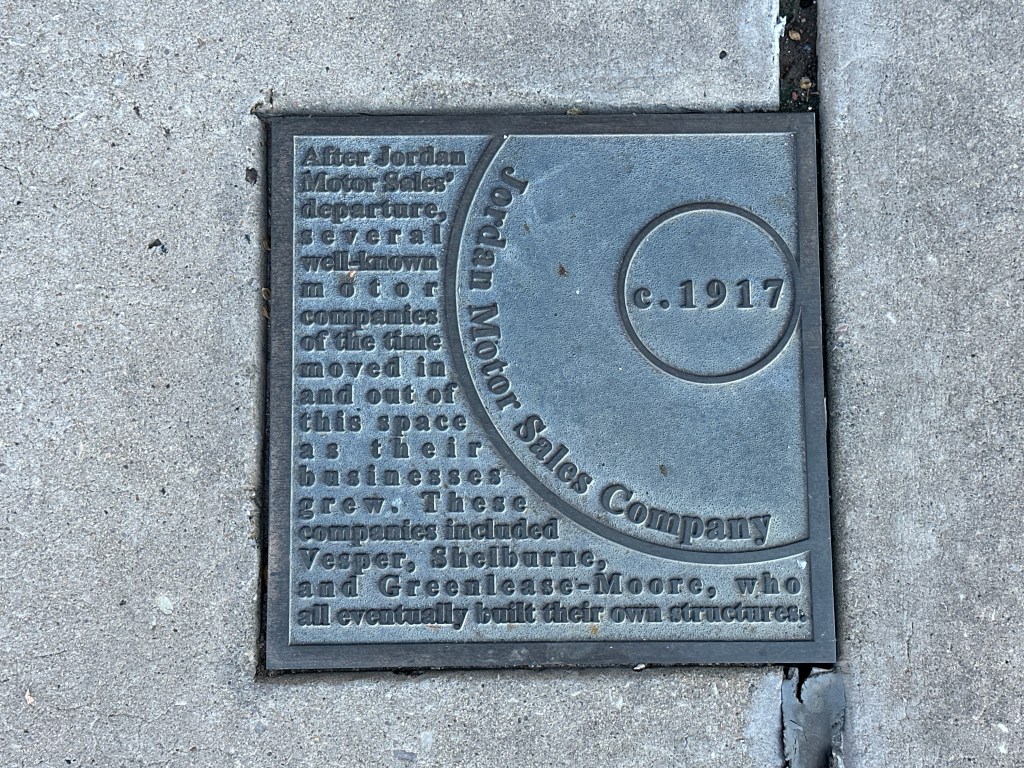 After Jordan
Motor Sales'
departure,
several
well-known
motor
companies
of the time
moved in
and out of
this space
as their
businesses
grew. These
companies included
Vesper, Shelburne,
and Greenlease-Moore, who
all eventually built their own structures.
Jordan Motor Sales Company
c.1917